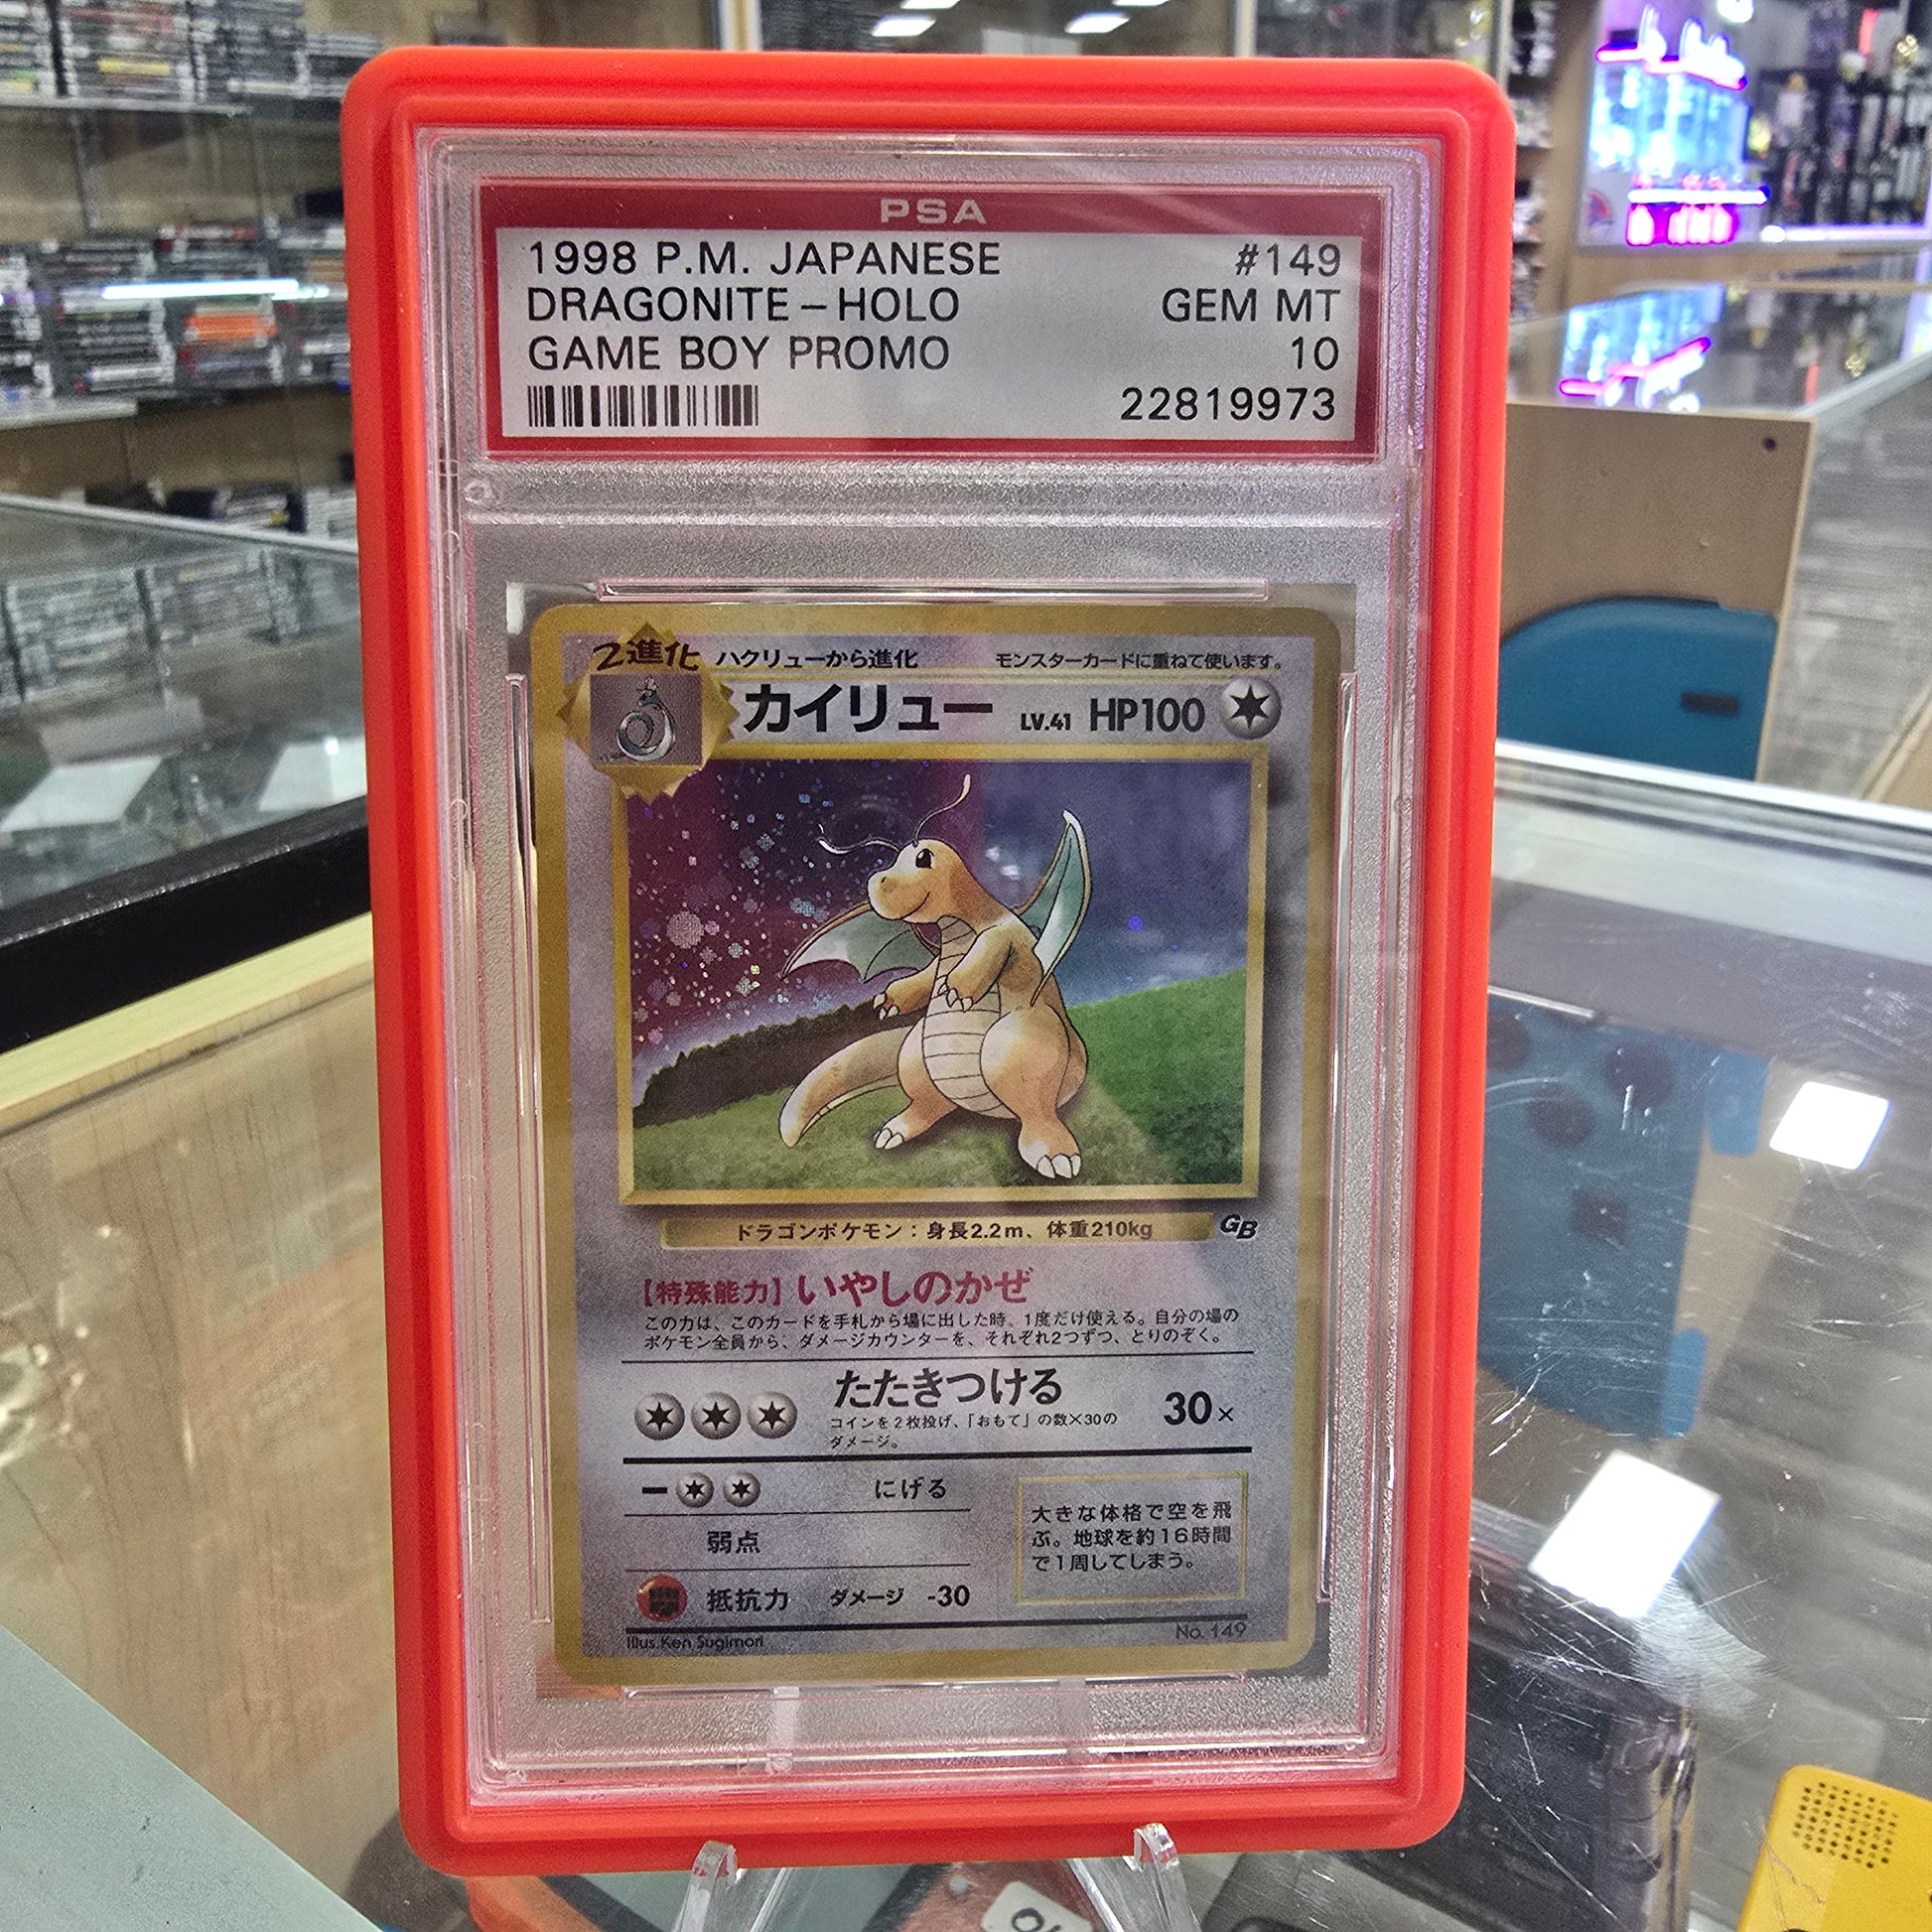 PSA
1998 P.M. JAPANESE #149
DRAGONITE-HOLO GEM MT
GAME BOY PROMO 10
22819973
2進化 ハクリューから進化 モンスターカードに重ねて使います。
カイリュー LV.41 HP100
ドラゴンポケモン:身長2.2m、体重210kg GB
【特殊能力】いやしのかぜ
この力は、このカードを手札から場に出した時、1度だけ使える。自分の場の
ポケモン全員から、ダメージカウンターを、それぞれ2つずつ、とりのぞく。
たたきつける 30×
コインを2枚投げ、「おもて」の数×30の
ダメージ。
ー にげる
弱点
抵抗力 ダメージ -30
大きな体格で空を飛
ぶ。地球を約16時間
で1周してしまう。
Illus. Ken Sugimori No. 149